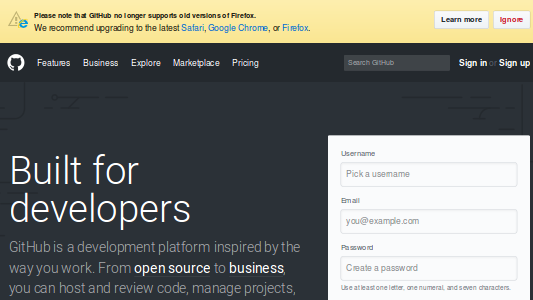 Please note that GitHub no longer supports old versions of Firefox.
We recommend upgrading to the latest Safari, Google Chrome, or Firefox.
Learn more
Ignore
Features
Business
Explore
Marketplace
Pricing
Search GitHub
Sign in or Sign up
Built for
developers
GitHub is a development platform inspired by the
way you work. From open source to business,
you can host and review code, manage projects,
Username
Pick a username
Email
you@example.com
Password
Create a password
Use at least one letter, one numeral, and seven characters.